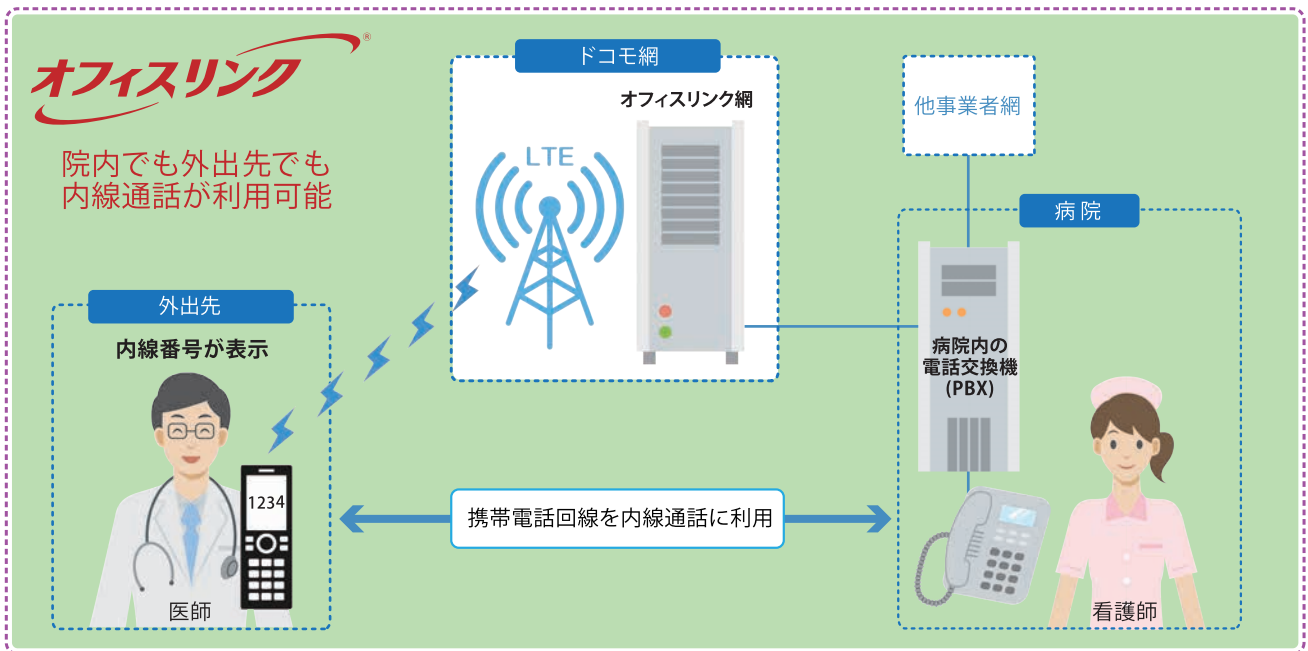 オフィスリンク®
院内でも外出先でも
内線通話が利用可能
ドコモ網
オフィスリンク網
LTE
他事業者網
病院
病院内の
電話交換機
(PBX)
外出先
内線番号が表示
1234
医師
携帯電話回線を内線通話に利用
看護師